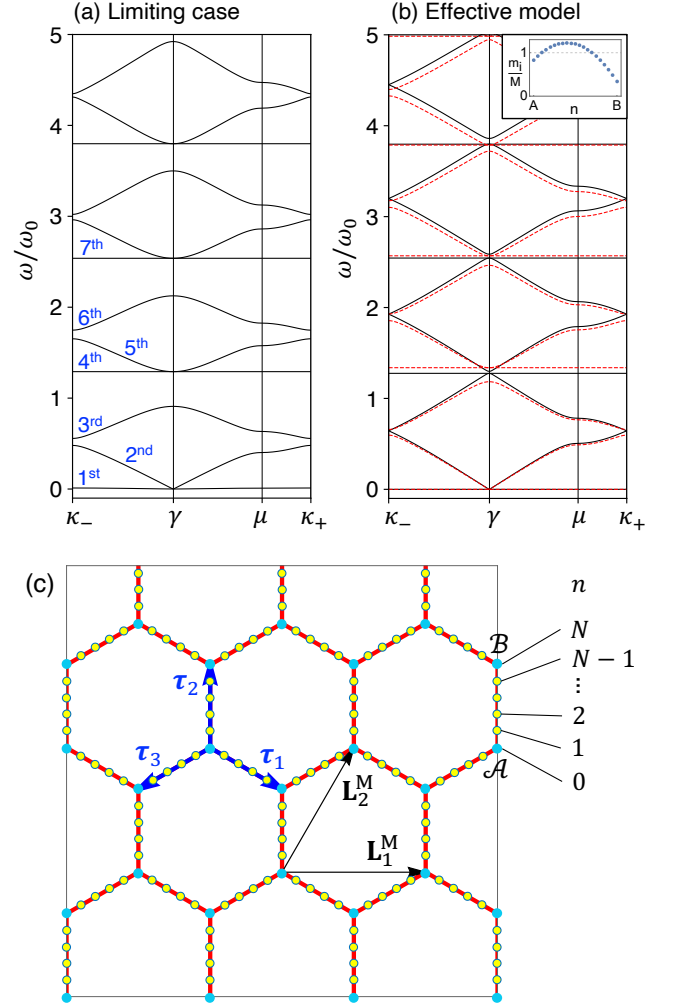 (a) Limiting case
(b) Effective model
ω/ω₀
5
4
3
2
1
0
7th
6th
5th
4th
3rd
2nd
1st
κ₋
γ
μ
κ₊
ω/ω₀
5
4
3
2
1
0
mᵢ/M
1
0
A
n
B
κ₋
γ
μ
κ₊
(c)
n
ℬ
N
N − 1
⋮
2
1
𝒜
0
τ₂
τ₃
τ₁
L₂ᴹ
L₁ᴹ